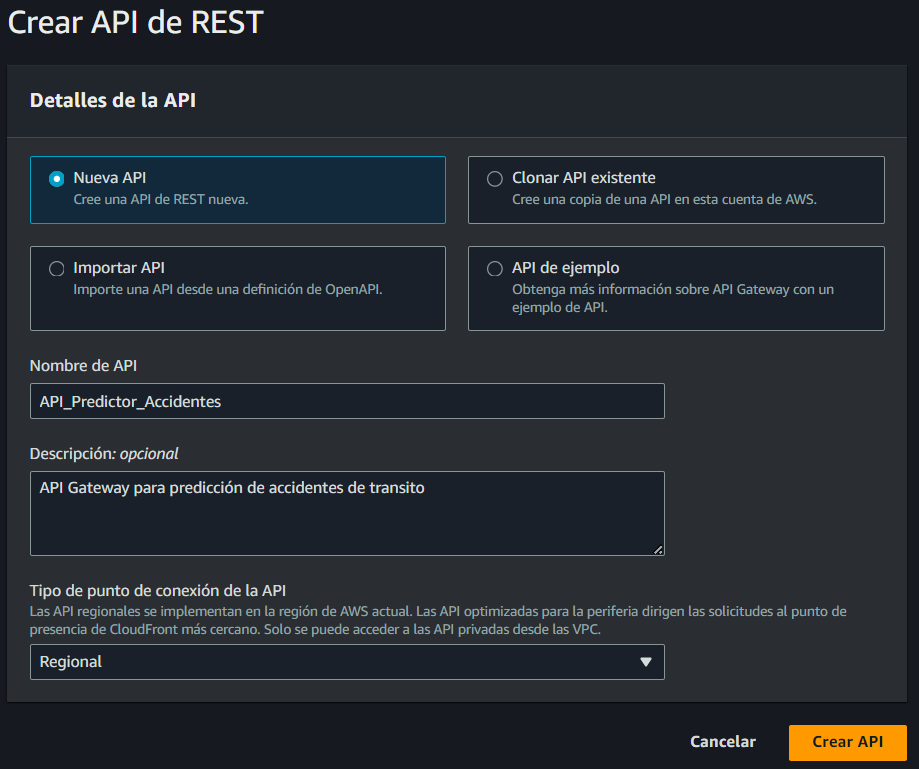 Crear API de REST
Detalles de la API
Nueva API
Cree una API de REST nueva.
Clonar API existente
Cree una copia de una API en esta cuenta de AWS.
Importar API
Importe una API desde una definición de OpenAPI.
API de ejemplo
Obtenga más información sobre API Gateway con un
ejemplo de API.
Nombre de API
API_Predictor_Accidentes
Descripción: opcional
API Gateway para predicción de accidentes de transito
Tipo de punto de conexión de la API
Las API regionales se implementan en la región de AWS actual. Las API optimizadas para la periferia dirigen las solicitudes al punto de
presencia de CloudFront más cercano. Solo se puede acceder a las API privadas desde las VPC.
Regional
Cancelar
Crear API